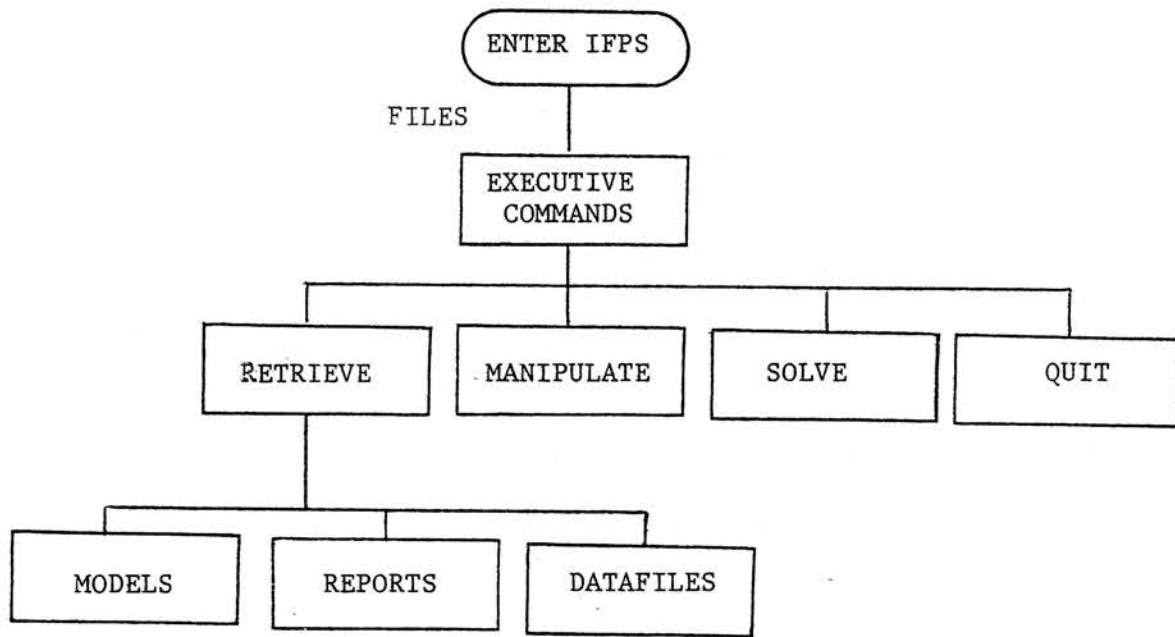 ENTER IFPS
FILES
EXECUTIVE
COMMANDS
RETRIEVE
MANIPULATE
SOLVE
QUIT
MODELS
REPORTS
DATAFILES